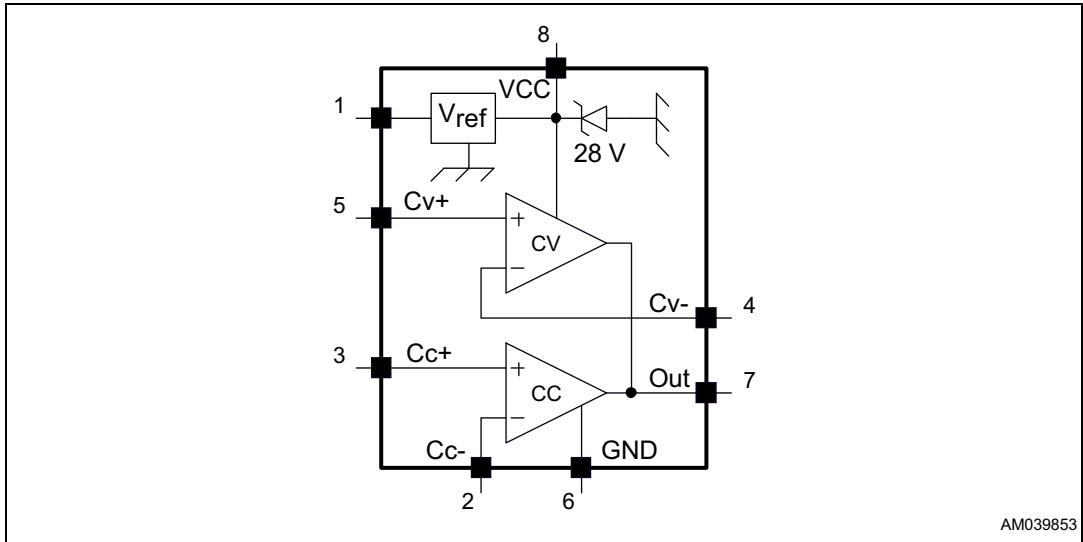 8
VCC
1
Vref
28 V
5
Cv+
+
CV
−
Cv-
4
3
Cc+
+
CC
−
Out
7
Cc-
GND
2
6
AM039853